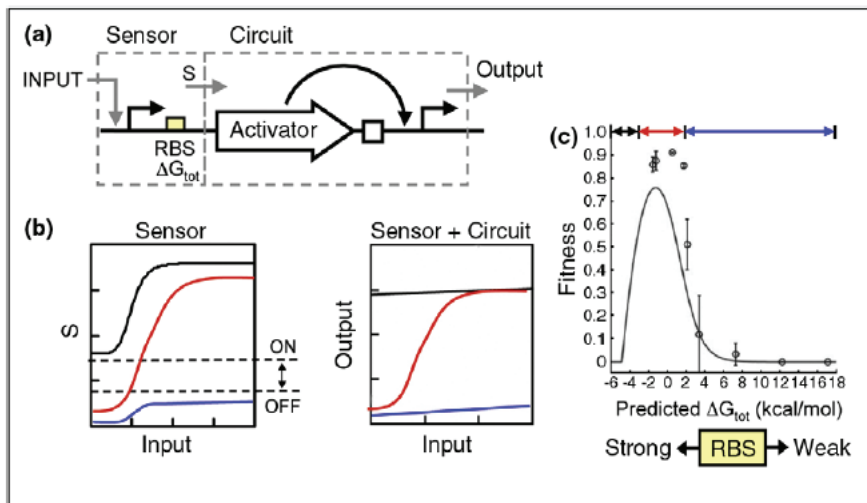 (a)
Sensor
Circuit
INPUT
S
Output
Activator
RBS
ΔG_tot
(b)
Sensor
S
ON
OFF
Input
Sensor + Circuit
Output
Input
(c)
1.0
0.9
0.8
0.7
0.6
0.5
0.4
0.3
0.2
0.1
0
Fitness
-6 -4 -2 0 2 4 6 8 10 12 14 16 18
Predicted ΔG_tot (kcal/mol)
Strong RBS Weak